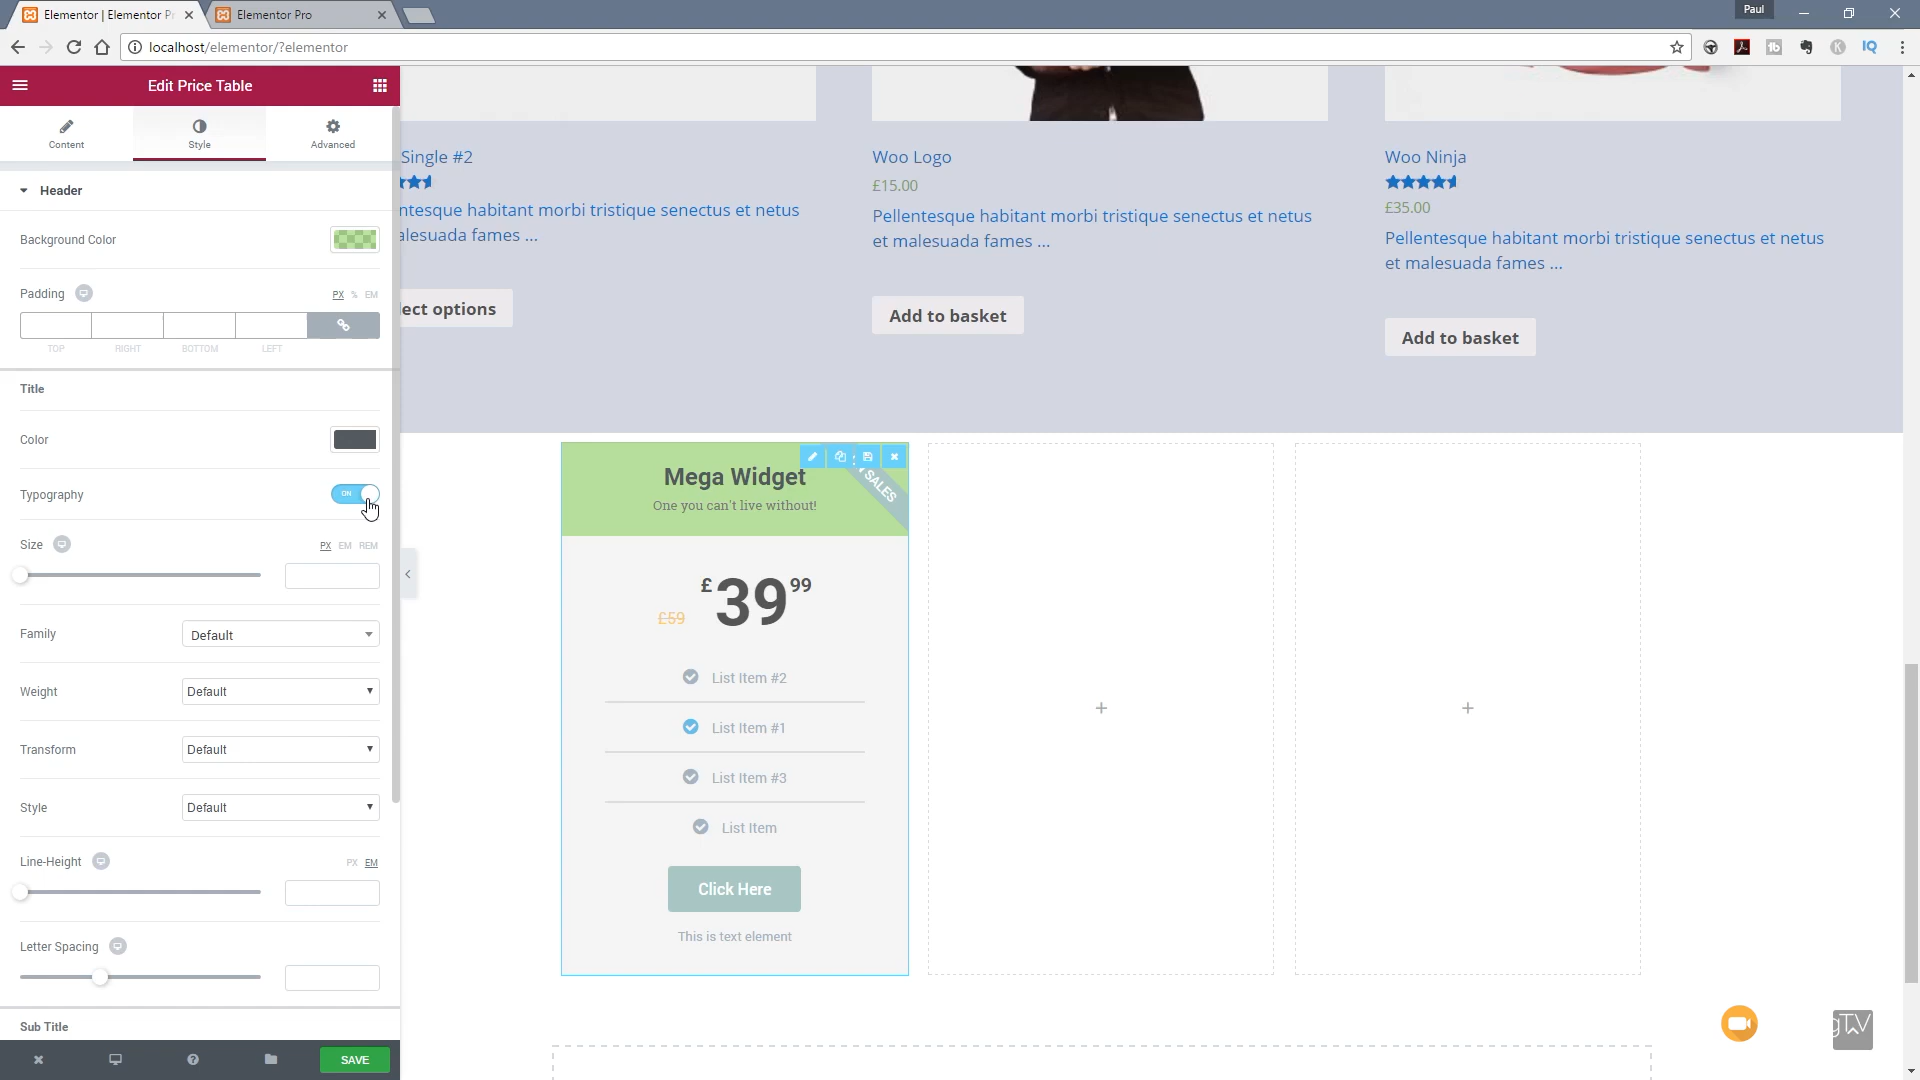 Elementor | Elementor P
Elementor Pro
Paul
localhost/elementor/?elementor
IQ
Edit Price Table
Content
Style
Advanced
Header
Background Color
Padding
PX % EM
TOP RIGHT BOTTOM LEFT
Title
Color
Typography
ON
Size
PX EM REM
Family
Default
Weight
Default
Transform
Default
Style
Default
Line-Height
PX EM
Letter Spacing
Sub Title
SAVE
Single #2
ntesque habitant morbi tristique senectus et netus
alesuada fames ...
lect options
Woo Logo
£15.00
Pellentesque habitant morbi tristique senectus et netus
et malesuada fames ...
Add to basket
Woo Ninja
£35.00
Pellentesque habitant morbi tristique senectus et netus
et malesuada fames ...
Add to basket
Mega Widget
One you can't live without!
SALES
£59
£39 99
List Item #2
List Item #1
List Item #3
List Item
Click Here
This is text element
gTV